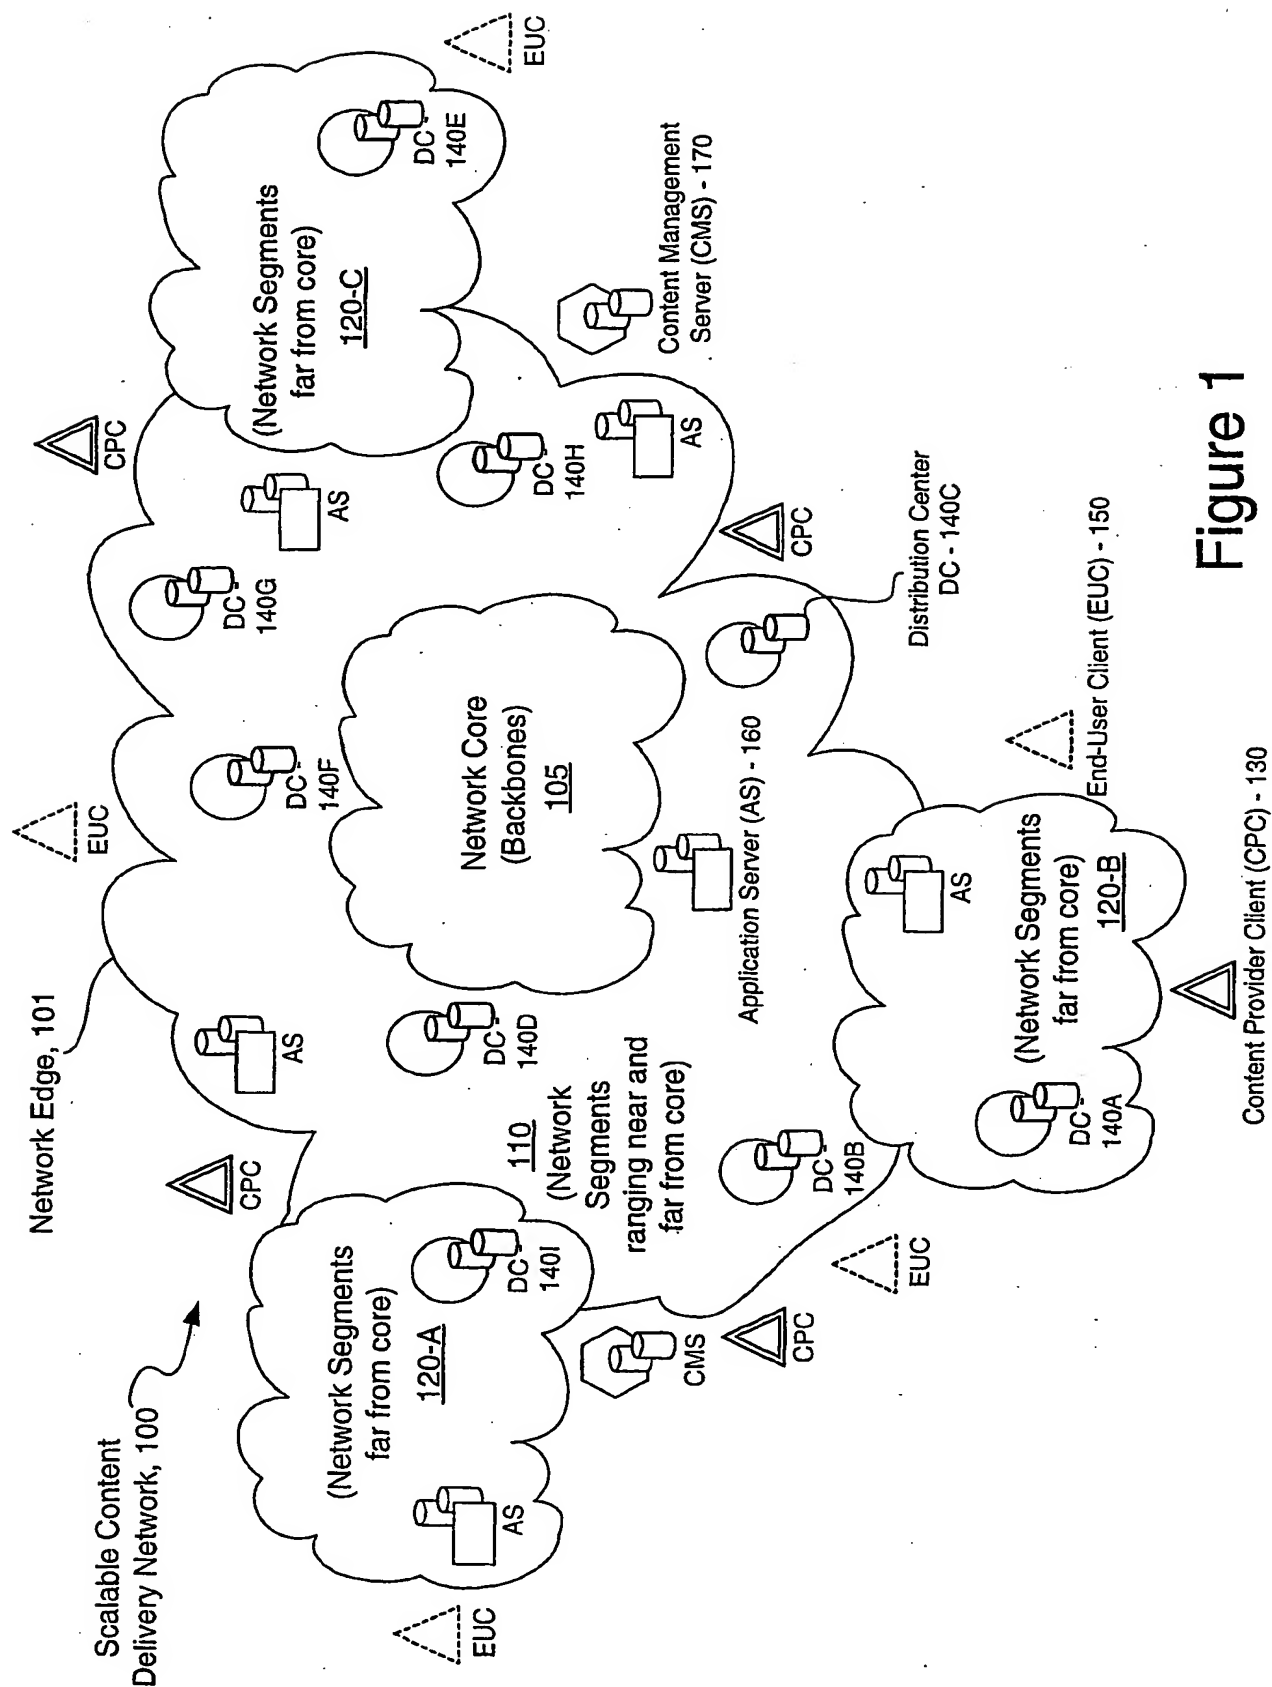 Scalable Content
Delivery Network, 100
Network Edge, 101
EUC
CPC
EUC
CPC
AS
(Network Segments
far from core)
120-A
DC-
140I
AS
EUC
CMS
CPC
EUC
110
(Network
Segments
ranging near and
far from core)
AS
DC-
140D
DC-
140B
Network Core
(Backbones)
105
DC-
140F
DC-
140G
AS
DC-
140H
AS
Application Server (AS) - 160
(Network Segments
far from core)
120-C
DC-
140E
Content Management
Server (CMS) - 170
CPC
Distribution Center
DC - 140C
(Network Segments
far from core)
120-B
DC-
140A
AS
End-User Client (EUC) - 150
Content Provider Client (CPC) - 130
Figure 1